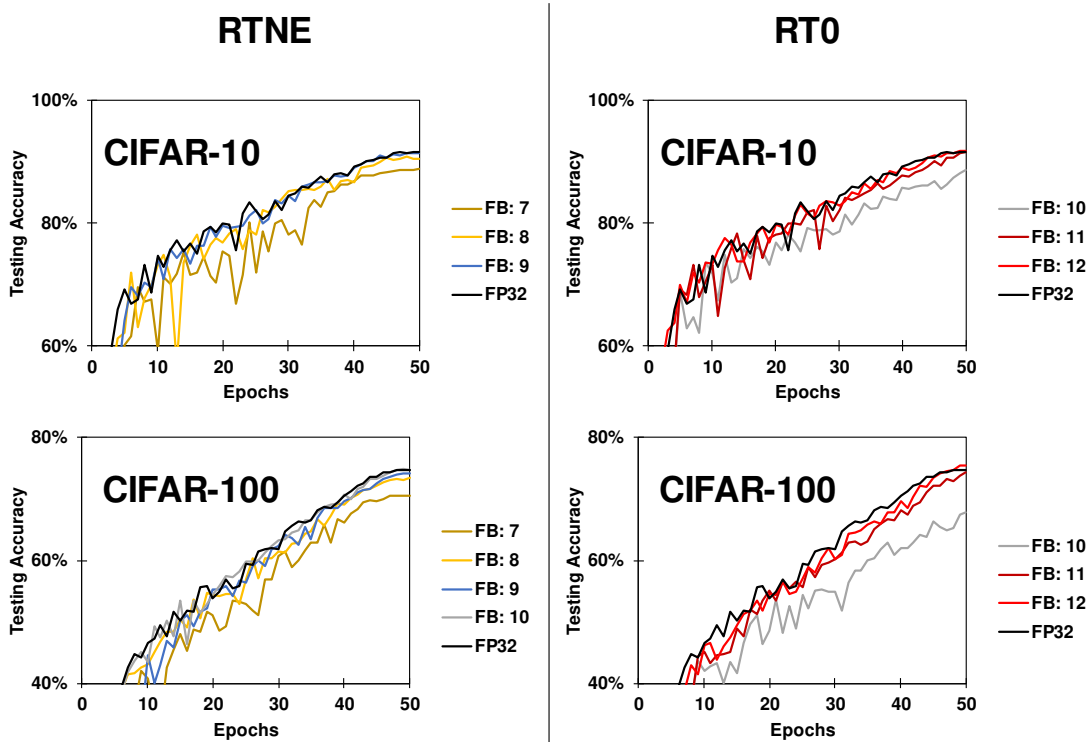 RTNE
RT0
100%
80%
60%
Testing Accuracy
CIFAR-10
0 10 20 30 40 50
Epochs
FB: 7
FB: 8
FB: 9
FP32
100%
80%
60%
Testing Accuracy
CIFAR-10
0 10 20 30 40 50
Epochs
FB: 10
FB: 11
FB: 12
FP32
80%
60%
40%
Testing Accuracy
CIFAR-100
0 10 20 30 40 50
Epochs
FB: 7
FB: 8
FB: 9
FB: 10
FP32
80%
60%
40%
Testing Accuracy
CIFAR-100
0 10 20 30 40 50
Epochs
FB: 10
FB: 11
FB: 12
FP32